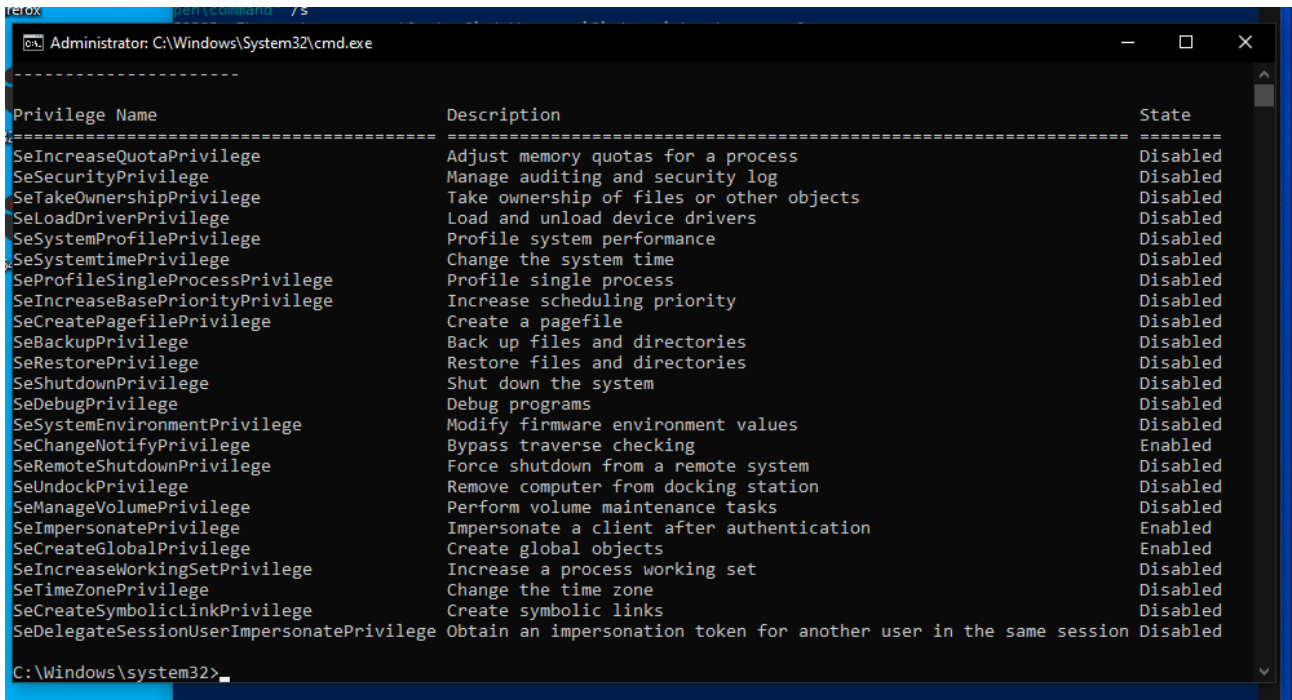 pen\command" /s
Administrator: C:\Windows\System32\cmd.exe
-----------------------
Privilege Name Description State
========================================= ================================================================== ========
SeIncreaseQuotaPrivilege Adjust memory quotas for a process Disabled
SeSecurityPrivilege Manage auditing and security log Disabled
SeTakeOwnershipPrivilege Take ownership of files or other objects Disabled
SeLoadDriverPrivilege Load and unload device drivers Disabled
SeSystemProfilePrivilege Profile system performance Disabled
SeSystemtimePrivilege Change the system time Disabled
SeProfileSingleProcessPrivilege Profile single process Disabled
SeIncreaseBasePriorityPrivilege Increase scheduling priority Disabled
SeCreatePagefilePrivilege Create a pagefile Disabled
SeBackupPrivilege Back up files and directories Disabled
SeRestorePrivilege Restore files and directories Disabled
SeShutdownPrivilege Shut down the system Disabled
SeDebugPrivilege Debug programs Disabled
SeSystemEnvironmentPrivilege Modify firmware environment values Disabled
SeChangeNotifyPrivilege Bypass traverse checking Enabled
SeRemoteShutdownPrivilege Force shutdown from a remote system Disabled
SeUndockPrivilege Remove computer from docking station Disabled
SeManageVolumePrivilege Perform volume maintenance tasks Disabled
SeImpersonatePrivilege Impersonate a client after authentication Enabled
SeCreateGlobalPrivilege Create global objects Enabled
SeIncreaseWorkingSetPrivilege Increase a process working set Disabled
SeTimeZonePrivilege Change the time zone Disabled
SeCreateSymbolicLinkPrivilege Create symbolic links Disabled
SeDelegateSessionUserImpersonatePrivilege Obtain an impersonation token for another user in the same session Disabled
C:\Windows\system32>